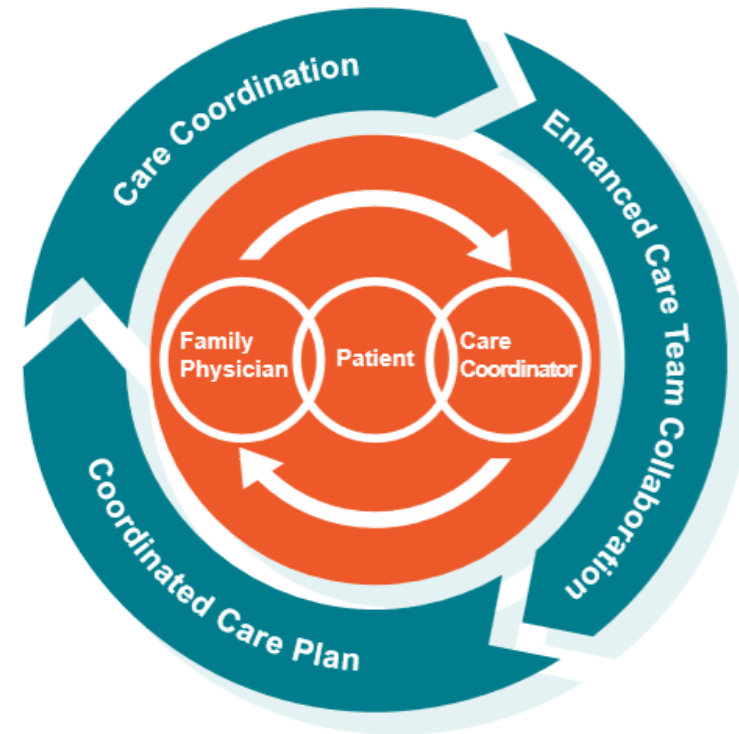 Care Coordination
Enhanced Care Team Collaboration
Family
Physician
Patient
Care
Coordinator
Coordinated Care Plan